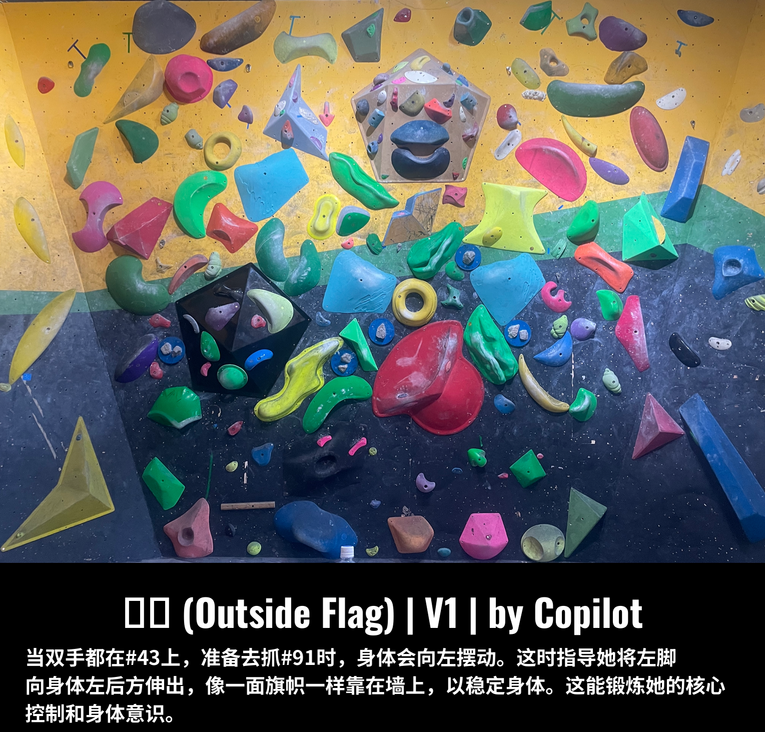 (Outside Flag) | V1 | by Copilot
当双手都在#43上，准备去抓#91时，身体会向左摆动。这时指导她将左脚
向身体左后方伸出，像一面旗帜一样靠在墙上，以稳定身体。这能锻炼她的核心
控制和身体意识。